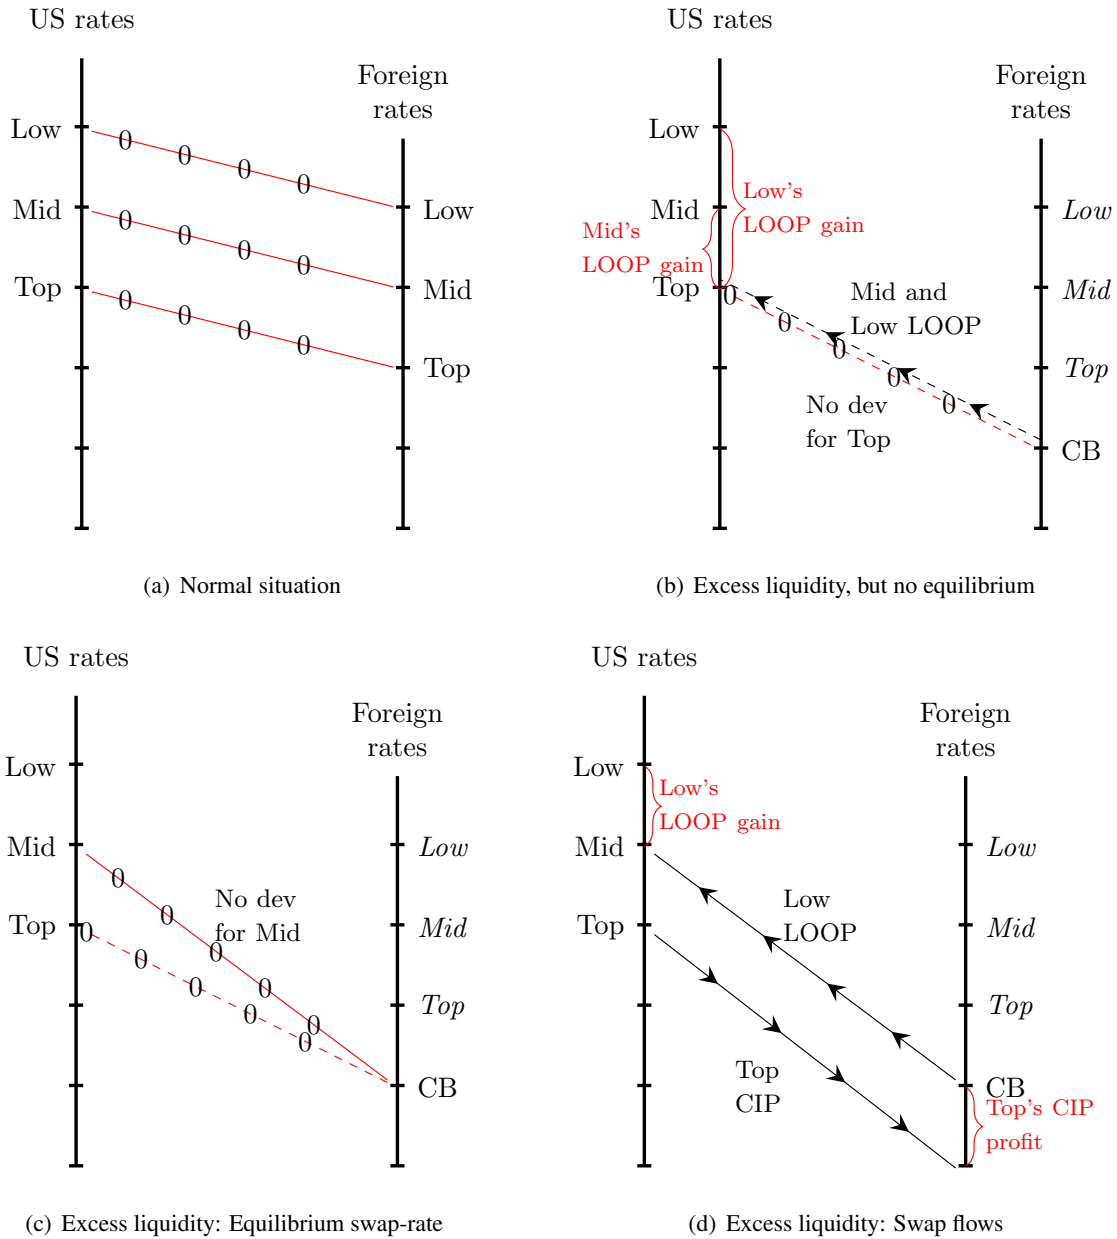 US rates
Foreign
rates
Low
Mid
Top
0
0
0
0
0
0
0
0
0
0
0
0
Low
Mid
Top
(a) Normal situation
US rates
Foreign
rates
Low
Mid
Top
Low's
LOOP gain
Mid's
LOOP gain
Mid and
Low LOOP
0
0
0
0
0
No dev
for Top
Low
Mid
Top
CB
(b) Excess liquidity, but no equilibrium
US rates
Foreign
rates
Low
Mid
Top
0
0
0
0
0
No dev
for Mid
0
0
0
0
0
Low
Mid
Top
CB
(c) Excess liquidity: Equilibrium swap-rate
US rates
Foreign
rates
Low
Mid
Top
Low's
LOOP gain
Low
LOOP
Top
CIP
Low
Mid
Top
CB
Top's CIP
profit
(d) Excess liquidity: Swap flows